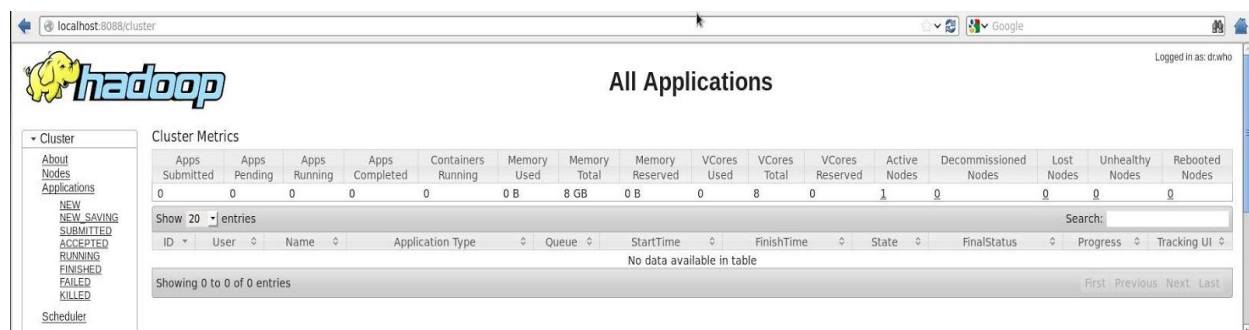 localhost:8088/cluster
Google
Logged in as: dr.who
hadoop
All Applications
Cluster
About
Nodes
Applications
NEW
NEW_SAVING
SUBMITTED
ACCEPTED
RUNNING
FINISHED
FAILED
KILLED
Scheduler
Cluster Metrics
Apps Submitted Apps Pending Apps Running Apps Completed Containers Running Memory Used Memory Total Memory Reserved VCores Used VCores Total VCores Reserved Active Nodes Decommissioned Nodes Lost Nodes Unhealthy Nodes Rebooted Nodes
0 0 0 0 0 0 B 8 GB 0 B 0 8 0 1 0 0 0 0
Show 20 entries Search:
ID User Name Application Type Queue StartTime FinishTime State FinalStatus Progress Tracking UI
No data available in table
Showing 0 to 0 of 0 entries First Previous Next Last